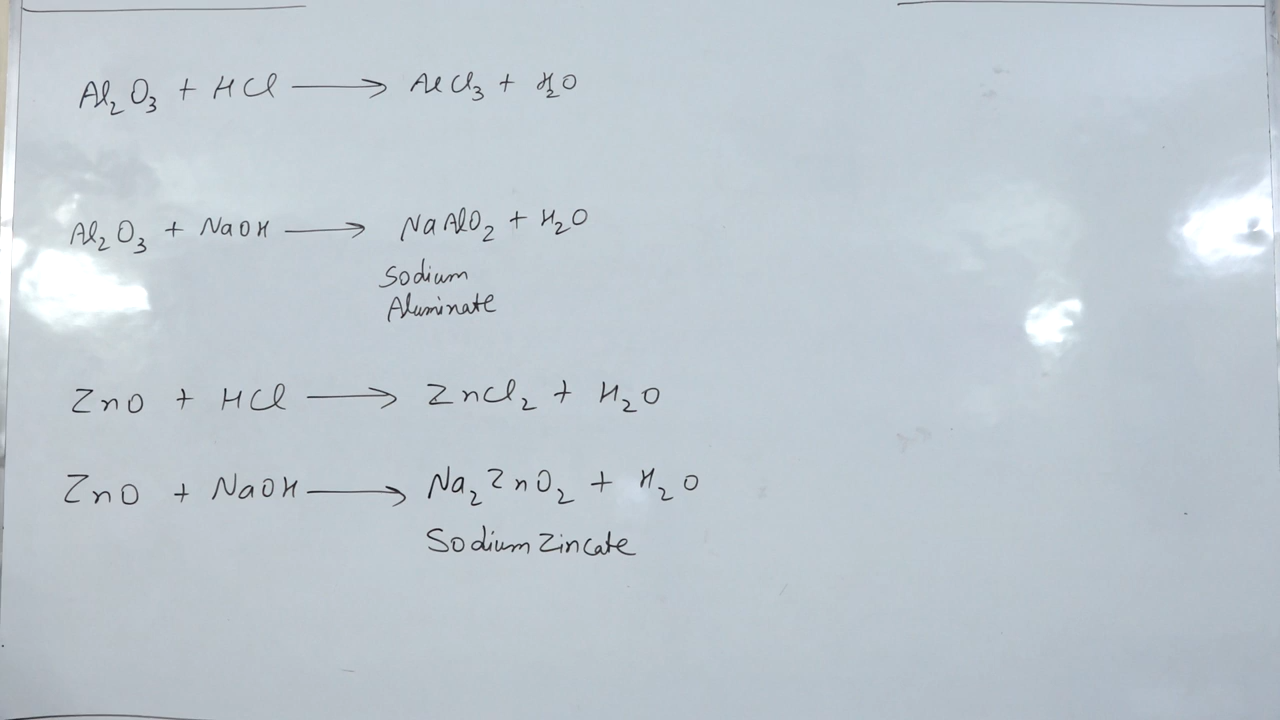 Al₂O₃ + HCl ⟶ AlCl₃ + H₂O
Al₂O₃ + NaOH ⟶ NaAlO₂ + H₂O
Sodium
Aluminate
ZnO + HCl ⟶ ZnCl₂ + H₂O
ZnO + NaOH ⟶ Na₂ZnO₂ + H₂O
Sodium Zincate